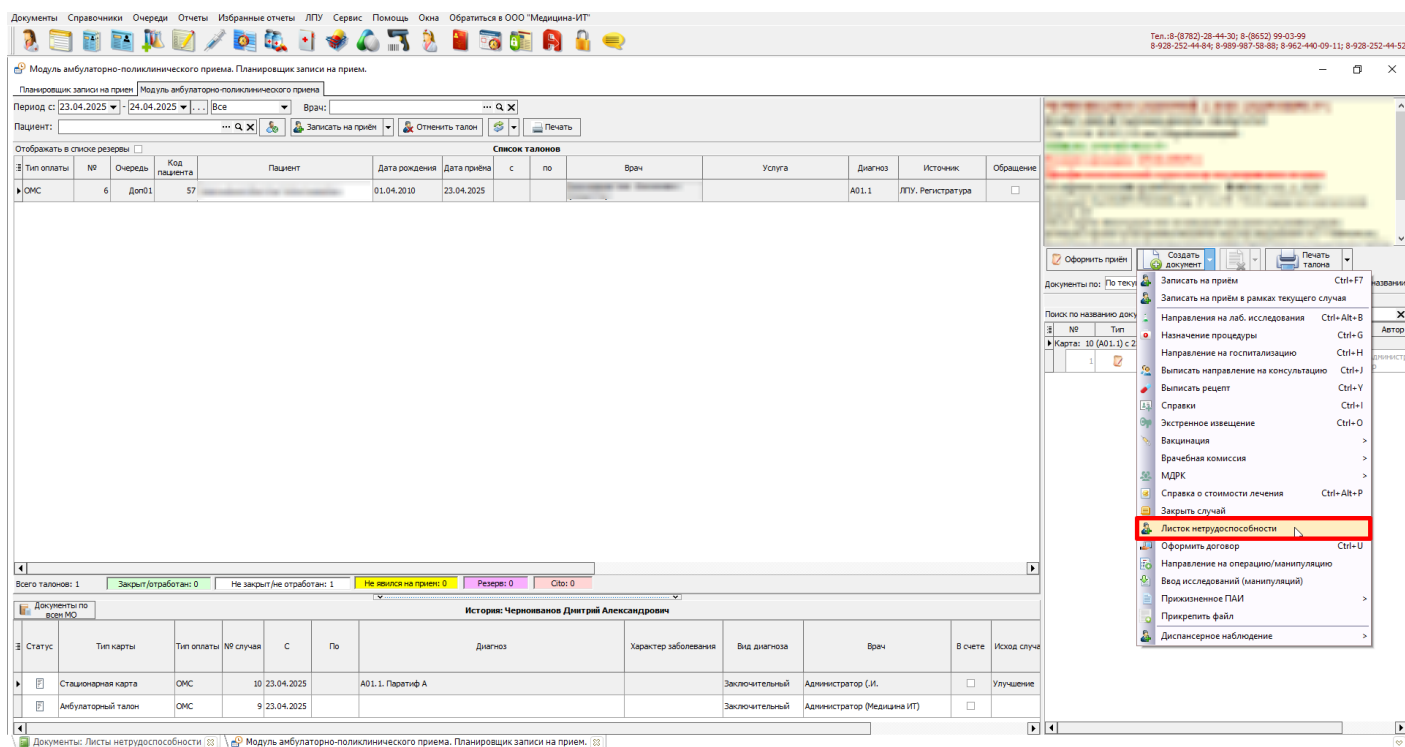 Документы Справочники Очереди Отчеты Избранные отчеты ЛПУ Сервис Помощь Окна Обратиться в ООО "Медицина-ИТ"
Тел.:8-(8782)-28-44-30; 8-(8652) 99-03-99
8-928-252-44-84; 8-989-987-58-88; 8-962-440-09-11; 8-928-252-44-52
Модуль амбулаторно-поликлинического приема. Планировщик записи на прием.
Планировщик записи на прием Модуль амбулаторно-поликлинического приема
Период с: 23.04.2025 - 24.04.2025 ... Все Врач:
Пациент: Записать на приём Отменить талон Печать
Отображать в списке резервы Список талонов
Тип оплаты № Очередь Код пациента Пациент Дата рождения Дата приёма с по Врач Услуга Диагноз Источник Обращение
ОМС 6 Доп01 57 01.04.2010 23.04.2025 A01.1 ЛПУ. Регистратура
Оформить приём Создать документ Печать талона
Документы по: По теку названи
Поиск по названию доку
№ Тип Автор
Карта: 10 (A01.1) с 2
1
Записать на приём Ctrl+F7
Записать на приём в рамках текущего случая
Направления на лаб. исследования Ctrl+Alt+B
Назначение процедуры Ctrl+G
Направление на госпитализацию Ctrl+H
Выписать направление на консультацию Ctrl+J
Выписать рецепт Ctrl+Y
Справки Ctrl+I
Экстренное извещение Ctrl+O
Вакцинация >
Врачебная комиссия >
МДРК >
Справка о стоимости лечения Ctrl+Alt+P
Закрыть случай
Листок нетрудоспособности
Оформить договор Ctrl+U
Направление на операцию/манипуляцию
Ввод исследований (манипуляций)
Прижизненное ПАИ >
Прикрепить файл
Диспансерное наблюдение >
Всего талонов: 1 Закрыт/отработан: 0 Не закрыт/не отработан: 1 Не явился на прием: 0 Резерв: 0 Cito: 0
Документы по всем МО История: Черноиванов Дмитрий Александрович
Статус Тип карты Тип оплаты № случая С По Диагноз Характер заболевания Вид диагноза Врач В счете Исход случа
Стационарная карта ОМС 10 23.04.2025 A01.1. Паратиф А Заключительный Администратор (.И. Улучшение
Амбулаторный талон ОМС 9 23.04.2025 Заключительный Администратор (Медицина ИТ)
Документы: Листы нетрудоспособности Модуль амбулаторно-поликлинического приема. Планировщик записи на прием.